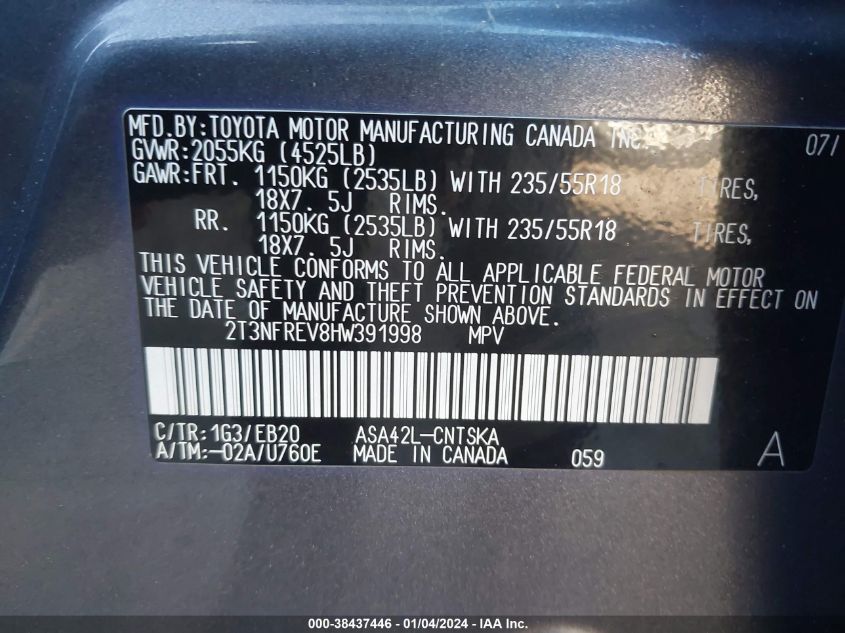 MFD.BY:TOYOTA MOTOR MANUFACTURING CANADA INC. 07/
GVWR:2055KG (4525LB)
GAWR:FRT. 1150KG (2535LB) WITH 235/55R18 TIRES,
18X7.5J RIMS.
RR. 1150KG (2535LB) WITH 235/55R18 TIRES,
18X7.5J RIMS.
THIS VEHICLE CONFORMS TO ALL APPLICABLE FEDERAL MOTOR
VEHICLE SAFETY AND THEFT PREVENTION STANDARDS IN EFFECT ON
THE DATE OF MANUFACTURE SHOWN ABOVE.
2T3NFREV8HW391998 MPV
C/TR:1G3/EB20 ASA42L-CNTSKA
A/TM:-02A/U760E MADE IN CANADA 059 A
000-38437446 - 01/04/2024 - IAA Inc.